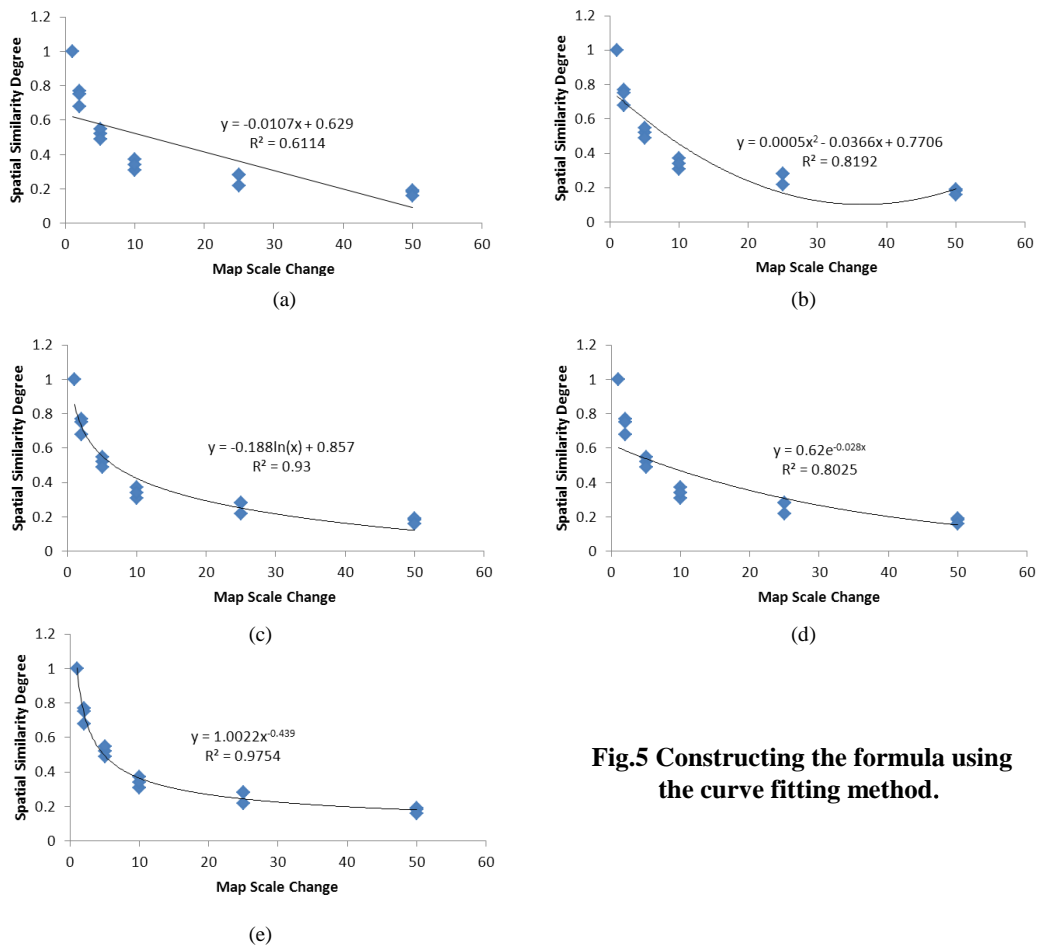 1.2
1
0.8
0.6
0.4
0.2
0
Spatial Similarity Degree
y = -0.0107x + 0.629
R² = 0.6114
0 10 20 30 40 50 60
Map Scale Change
(a)
1.2
1
0.8
0.6
0.4
0.2
0
Spatial Similarity Degree
y = 0.0005x² - 0.0366x + 0.7706
R² = 0.8192
0 10 20 30 40 50 60
Map Scale Change
(b)
1.2
1
0.8
0.6
0.4
0.2
0
Spatial Similarity Degree
y = -0.188ln(x) + 0.857
R² = 0.93
0 10 20 30 40 50 60
Map Scale Change
(c)
1.2
1
0.8
0.6
0.4
0.2
0
Spatial Similarity Degree
y = 0.62e⁻⁰·⁰²⁸ˣ
R² = 0.8025
0 10 20 30 40 50 60
Map Scale Change
(d)
1.2
1
0.8
0.6
0.4
0.2
0
Spatial Similarity Degree
y = 1.0022x⁻⁰·⁴³⁹
R² = 0.9754
0 10 20 30 40 50 60
Map Scale Change
(e)
Fig.5 Constructing the formula using
the curve fitting method.